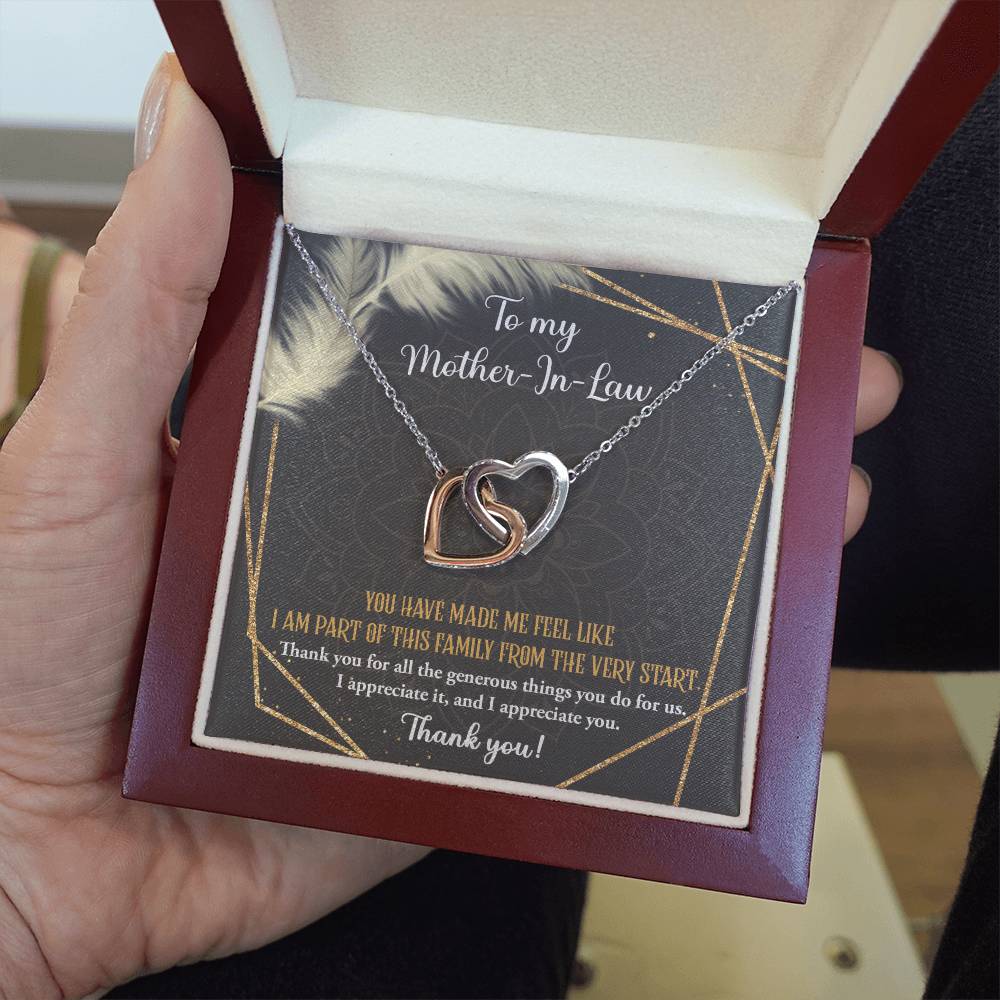 To my
Mother-In-Law
YOU HAVE MADE ME FEEL LIKE
I AM PART OF THIS FAMILY FROM THE VERY START.
Thank you for all the generous things you do for us.
I appreciate it, and I appreciate you.
Thank you!